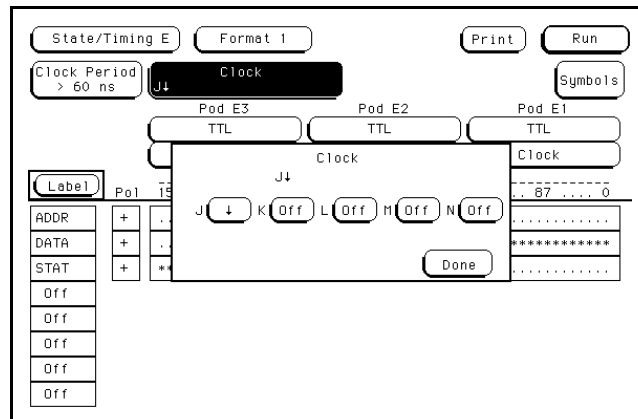 State/Timing E Format 1 Print Run
Clock Period > 60 ns Clock J↓ Symbols
Pod E3 Pod E2 Pod E1
TTL TTL TTL
Clock Clock
J↓
Label Pol 15 .. 87 .... 0
J ↓ K Off L Off M Off N Off
ADDR + .. ............
DATA + .. ************
STAT + ** Done ............
Off
Off
Off
Off
Off